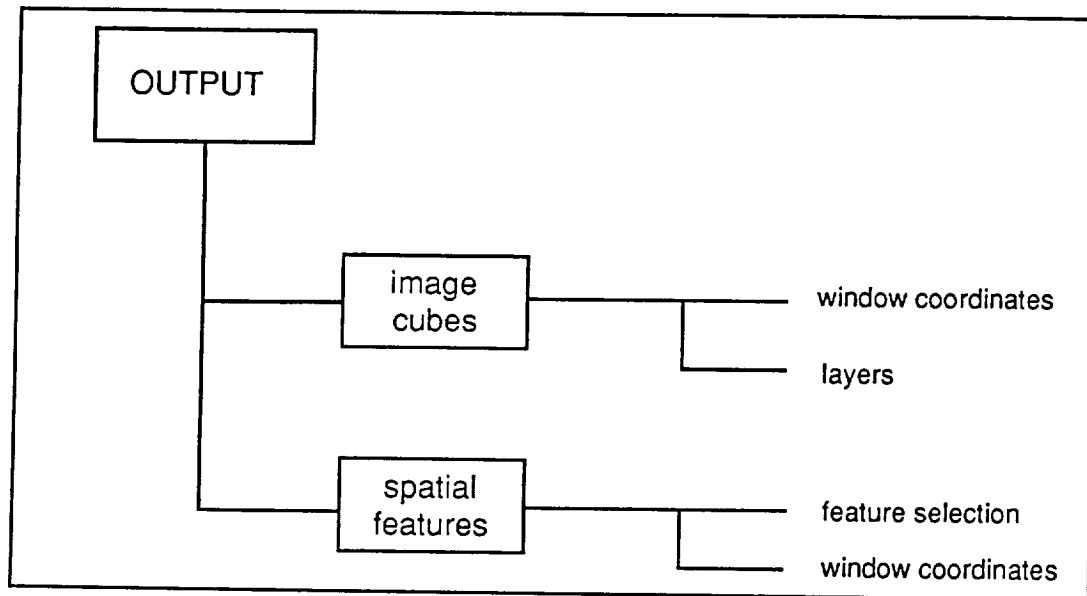 OUTPUT
image
cubes
window coordinates
layers
spatial
features
feature selection
window coordinates